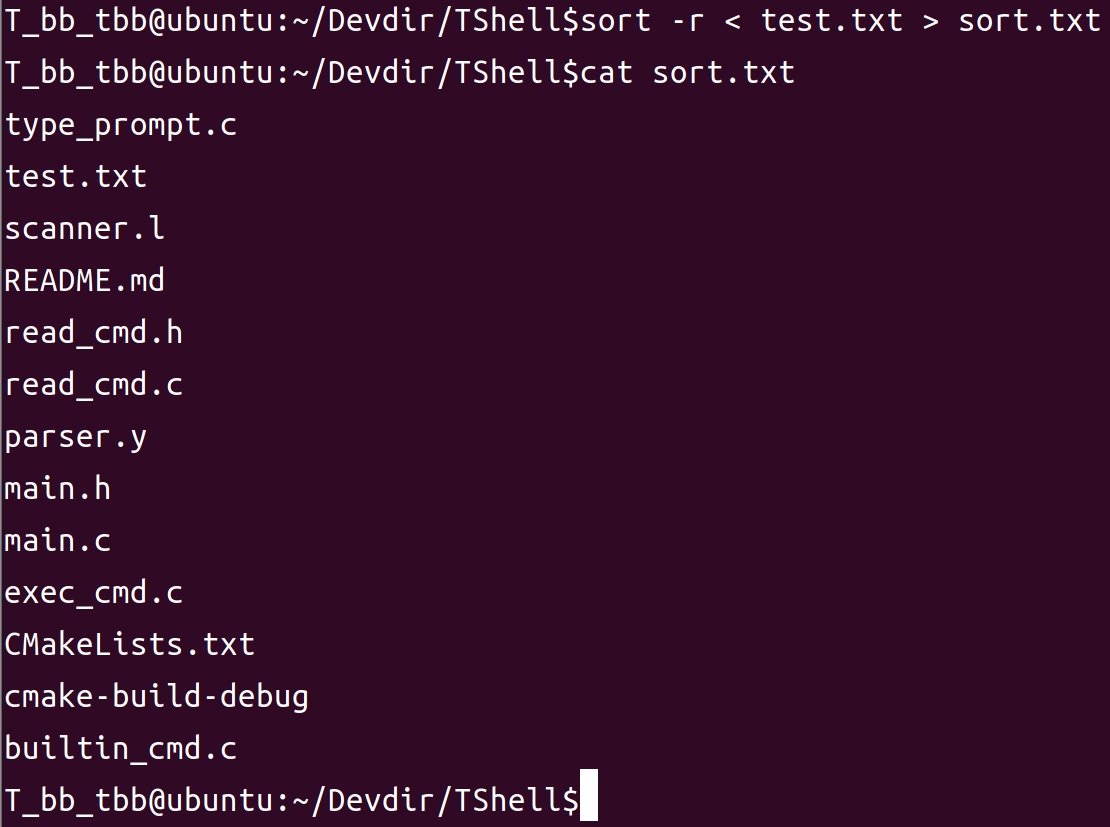 T_bb_tbb@ubuntu:~/Devdir/TShell$sort -r < test.txt > sort.txt
T_bb_tbb@ubuntu:~/Devdir/TShell$cat sort.txt
type_prompt.c
test.txt
scanner.l
README.md
read_cmd.h
read_cmd.c
parser.y
main.h
main.c
exec_cmd.c
CMakeLists.txt
cmake-build-debug
builtin_cmd.c
T_bb_tbb@ubuntu:~/Devdir/TShell$